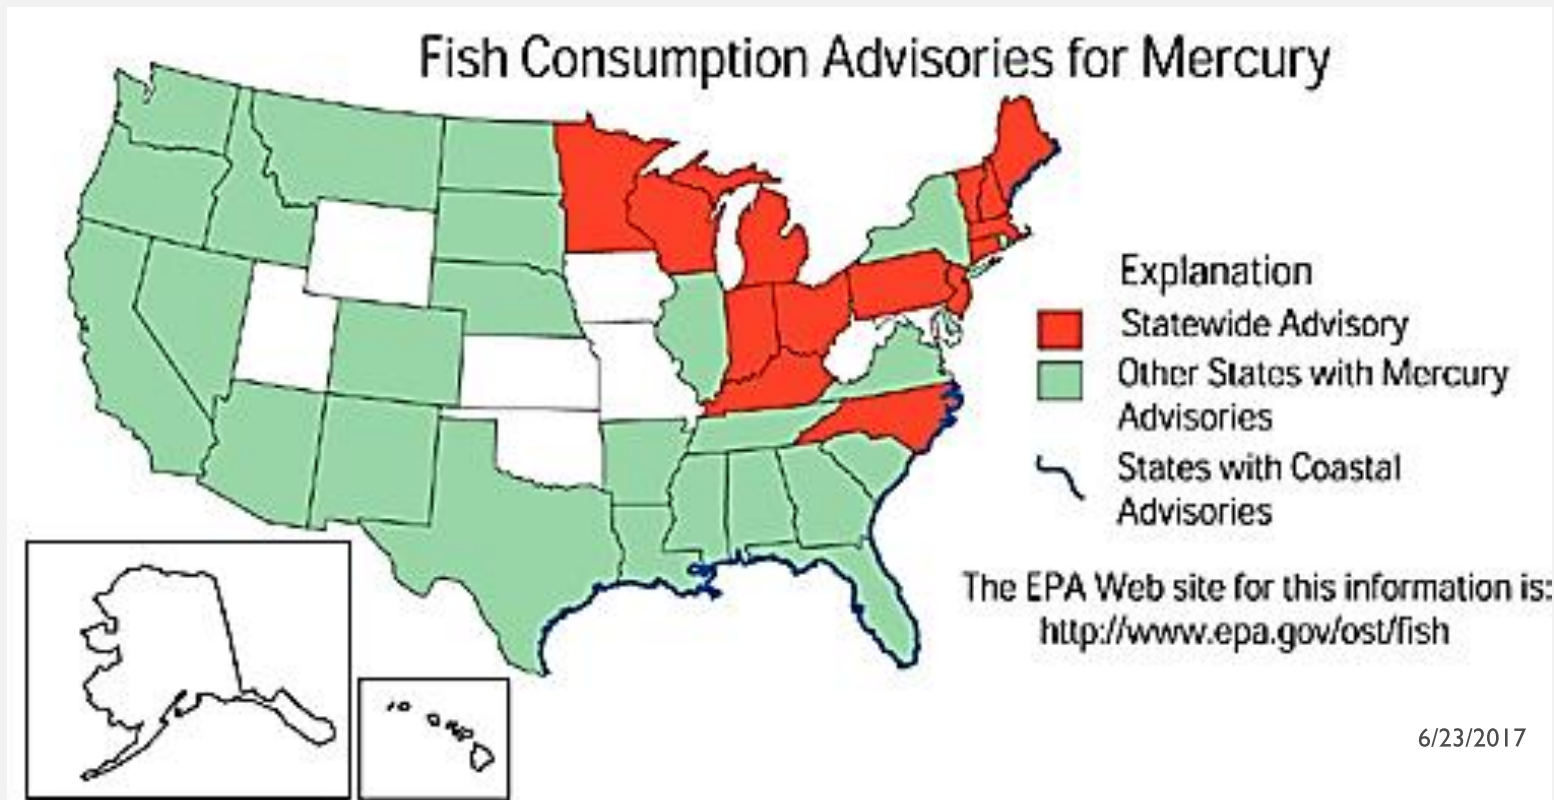 Fish Consumption Advisories for Mercury
Explanation
Statewide Advisory
Other States with Mercury
Advisories
States with Coastal
Advisories
The EPA Web site for this information is:
http://www.epa.gov/ost/fish
6/23/2017